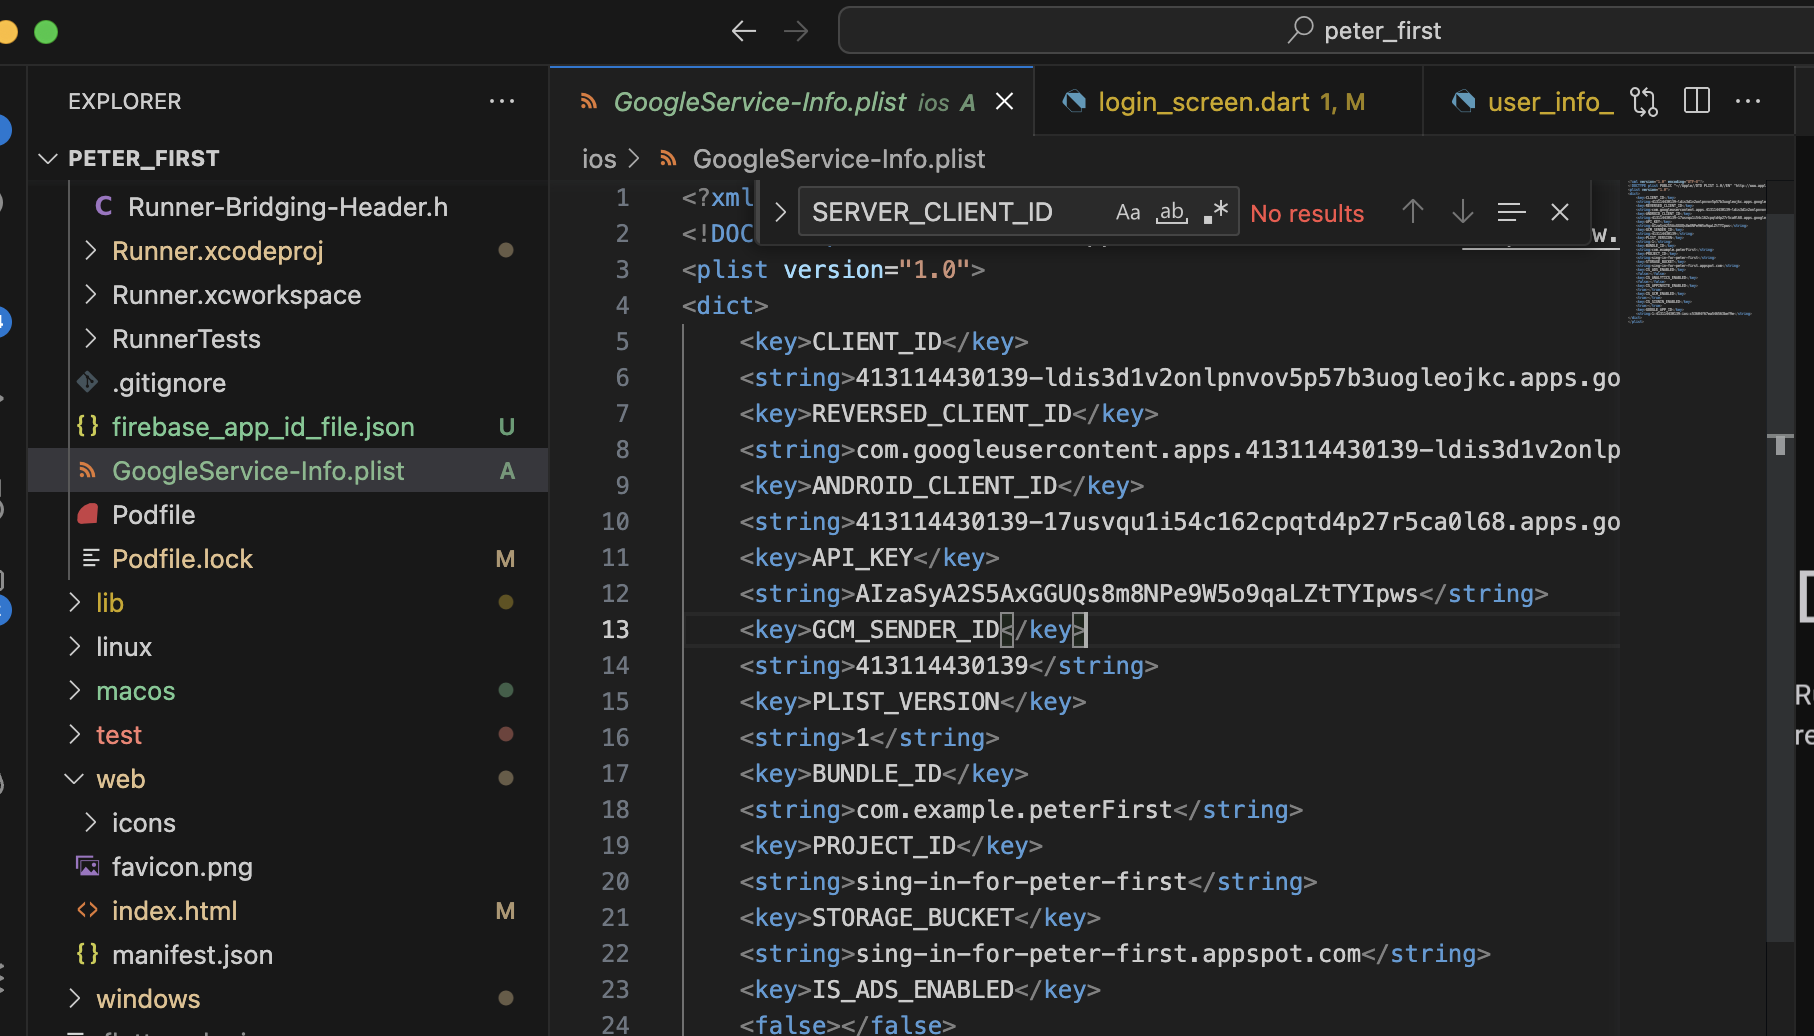 peter_first
EXPLORER
PETER_FIRST
Runner-Bridging-Header.h
Runner.xcodeproj
Runner.xcworkspace
RunnerTests
.gitignore
firebase_app_id_file.json U
GoogleService-Info.plist A
Podfile
Podfile.lock M
lib
linux
macos
test
web
icons
favicon.png
index.html M
manifest.json
windows
GoogleService-Info.plist ios A
login_screen.dart 1, M
user_info_
ios > GoogleService-Info.plist
SERVER_CLIENT_ID Aa ab .* No results
1 <?xml
2 <!DOC w.
3 <plist version="1.0">
4 <dict>
5 <key>CLIENT_ID</key>
6 <string>413114430139-ldis3d1v2onlpnvov5p57b3uogleojkc.apps.go
7 <key>REVERSED_CLIENT_ID</key>
8 <string>com.googleusercontent.apps.413114430139-ldis3d1v2onlp
9 <key>ANDROID_CLIENT_ID</key>
10 <string>413114430139-17usvqu1i54c162cpqtd4p27r5ca0l68.apps.go
11 <key>API_KEY</key>
12 <string>AIzaSyA2S5AxGGUQs8m8NPe9W5o9qaLZtTYIpws</string>
13 <key>GCM_SENDER_ID</key>
14 <string>413114430139</string>
15 <key>PLIST_VERSION</key>
16 <string>1</string>
17 <key>BUNDLE_ID</key>
18 <string>com.example.peterFirst</string>
19 <key>PROJECT_ID</key>
20 <string>sing-in-for-peter-first</string>
21 <key>STORAGE_BUCKET</key>
22 <string>sing-in-for-peter-first.appspot.com</string>
23 <key>IS_ADS_ENABLED</key>
24 <false></false>